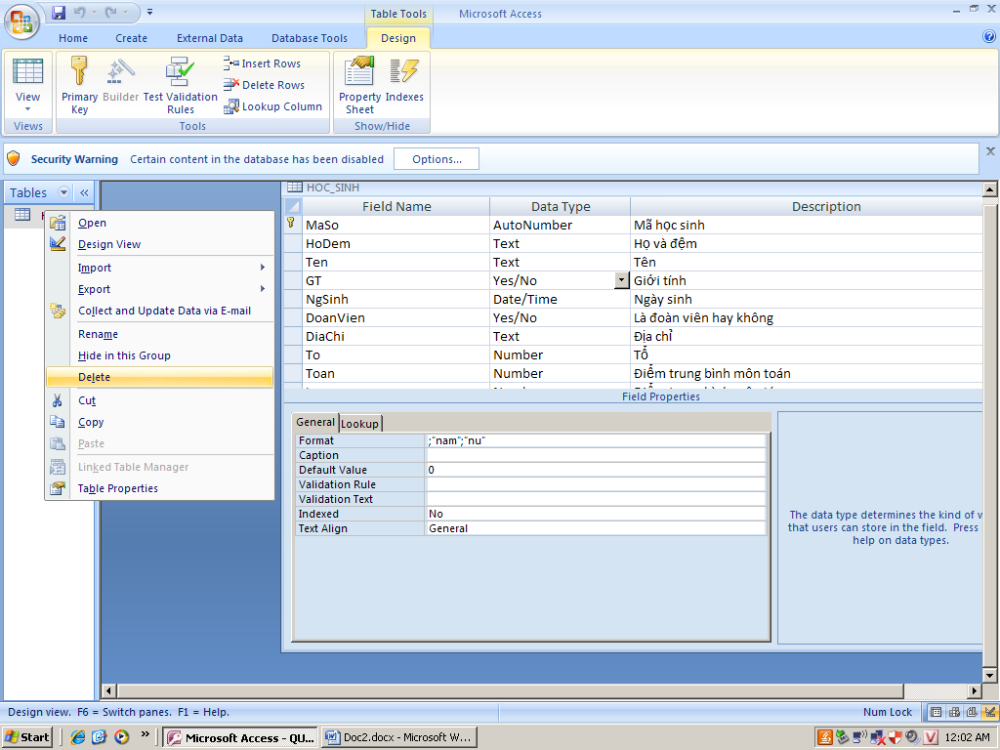 Table Tools
Microsoft Access
Home Create External Data Database Tools Design
View
Primary Key
Builder
Test Validation Rules
Insert Rows
Delete Rows
Lookup Column
Property Sheet
Indexes
Views
Tools
Show/Hide
Security Warning Certain content in the database has been disabled Options...
Tables
Open
Design View
Import
Export
Collect and Update Data via E-mail
Rename
Hide in this Group
Delete
Cut
Copy
Paste
Linked Table Manager
Table Properties
HOC_SINH
Field Name Data Type Description
MaSo AutoNumber Mã học sinh
HoDem Text Họ và đệm
Ten Text Tên
GT Yes/No Giới tính
NgSinh Date/Time Ngày sinh
DoanVien Yes/No Là đoàn viên hay không
DiaChi Text Địa chỉ
To Number Tổ
Toan Number Điểm trung bình môn toán
Field Properties
General Lookup
Format ;"nam";"nu"
Caption
Default Value 0
Validation Rule
Validation Text
Indexed No
Text Align General
The data type determines the kind of v
that users can store in the field. Press
help on data types.
Design view. F6 = Switch panes. F1 = Help.
Num Lock
Start
Microsoft Access - QU...
Doc2.docx - Microsoft W...
12:02 AM